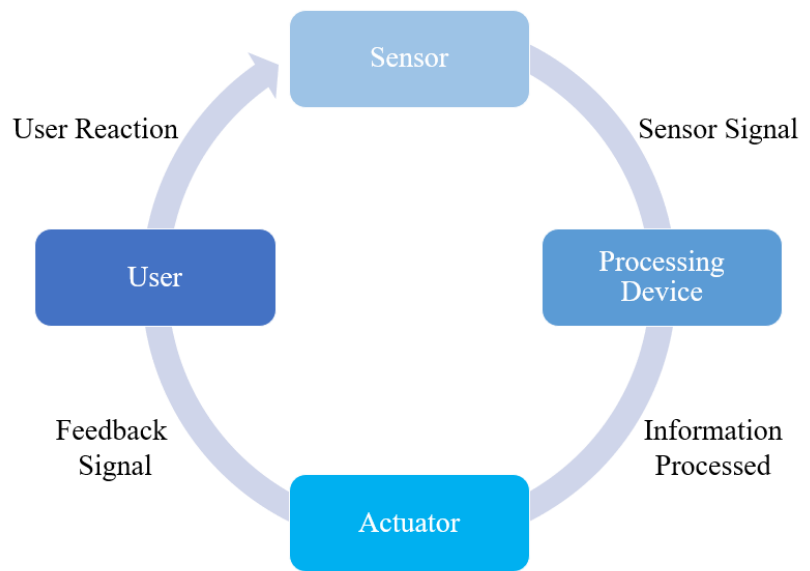 Sensor
User Reaction
Sensor Signal
User
Processing
Device
Feedback
Signal
Information
Processed
Actuator